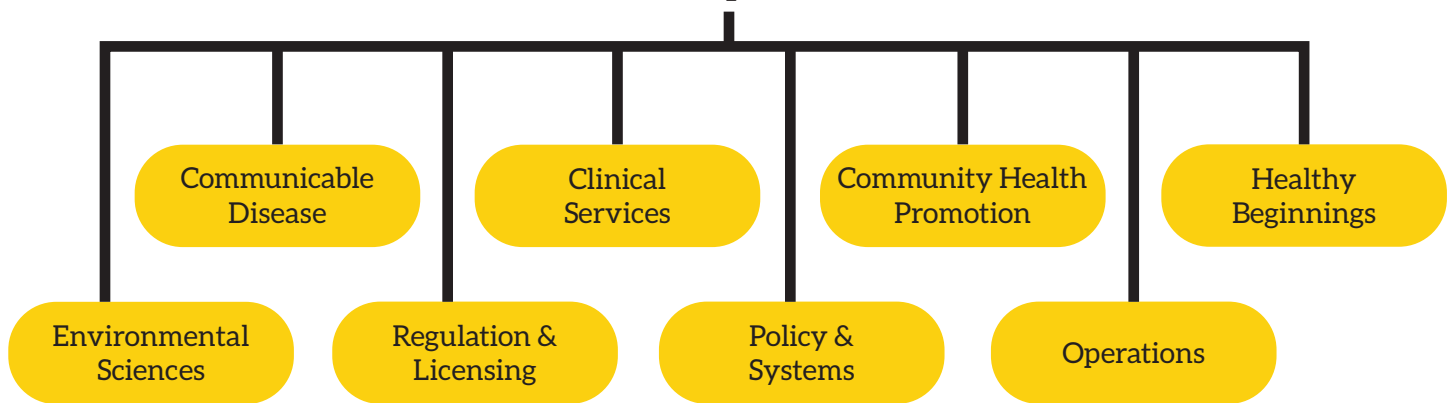 Communicable
Disease
Clinical
Services
Community Health
Promotion
Healthy
Beginnings
Environmental
Sciences
Regulation &
Licensing
Policy &
Systems
Operations